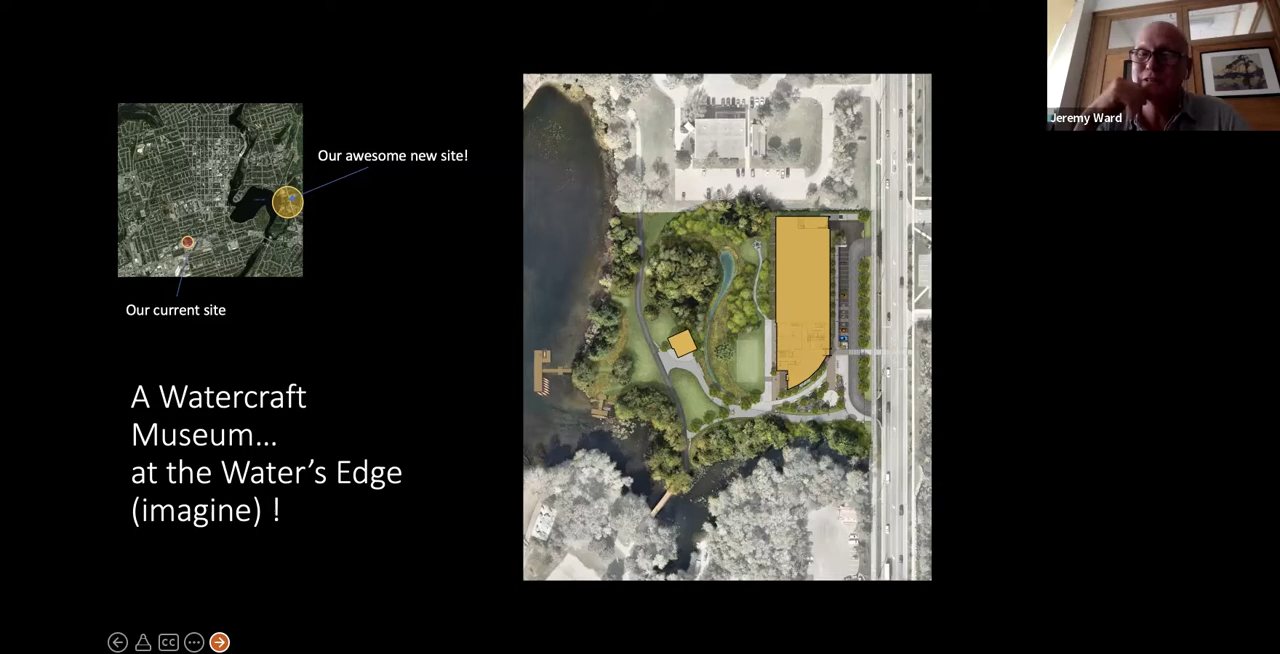 Our awesome new site!
Our current site
A Watercraft
Museum...
at the Water's Edge
(imagine) !
Jeremy Ward
CC